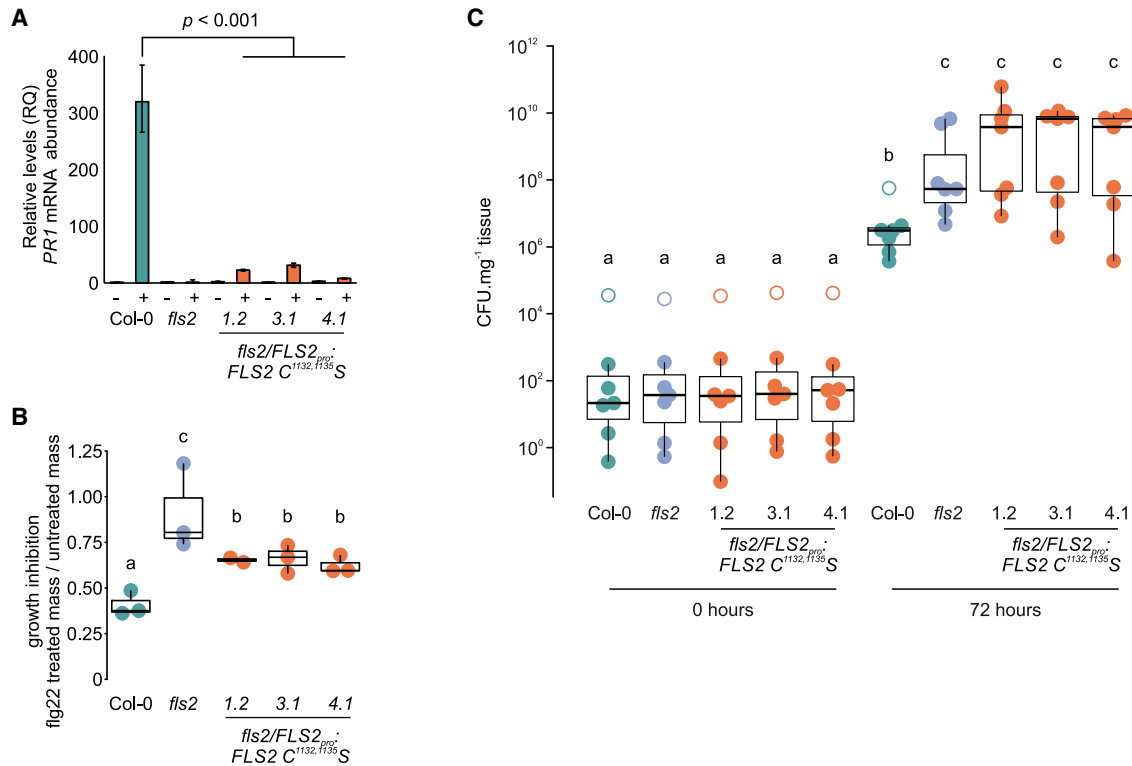 A
p < 0.001
Relative levels (RQ)
PR1 mRNA abundance
400
300
200
100
0
- + - + - + - + - +
Col-0 fls2 1.2 3.1 4.1
fls2/FLS2pro:
FLS2 C1132,1135S
B
growth inhibition
flg22 treated mass / untreated mass
1.25
1.00
0.75
0.50
0.25
0
a c b b b
Col-0 fls2 1.2 3.1 4.1
fls2/FLS2pro:
FLS2 C1132,1135S
C
CFU.mg-1 tissue
10^12
10^10
10^8
10^6
10^4
10^2
10^0
a a a a a b c c c c
Col-0 fls2 1.2 3.1 4.1 Col-0 fls2 1.2 3.1 4.1
fls2/FLS2pro: fls2/FLS2pro:
FLS2 C1132,1135S FLS2 C1132,1135S
0 hours 72 hours